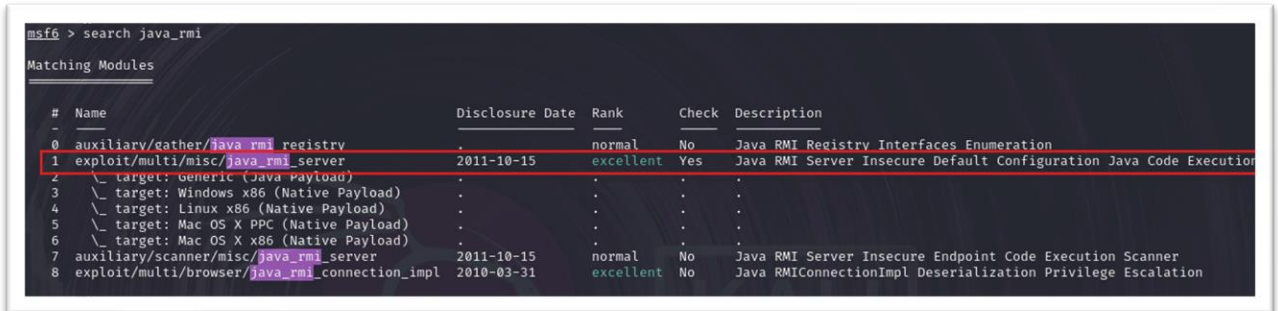 msf6 > search java_rmi
Matching Modules
# Name Disclosure Date Rank Check Description
- ---- --------------- ---- ----- -----------
0 auxiliary/gather/java_rmi_registry . normal No Java RMI Registry Interfaces Enumeration
1 exploit/multi/misc/java_rmi_server 2011-10-15 excellent Yes Java RMI Server Insecure Default Configuration Java Code Execution
2 \_ target: Generic (Java Payload) . . . .
3 \_ target: Windows x86 (Native Payload) . . . .
4 \_ target: Linux x86 (Native Payload) . . . .
5 \_ target: Mac OS X PPC (Native Payload) . . . .
6 \_ target: Mac OS X x86 (Native Payload) . . . .
7 auxiliary/scanner/misc/java_rmi_server 2011-10-15 normal No Java RMI Server Insecure Endpoint Code Execution Scanner
8 exploit/multi/browser/java_rmi_connection_impl 2010-03-31 excellent No Java RMIConnectionImpl Deserialization Privilege Escalation